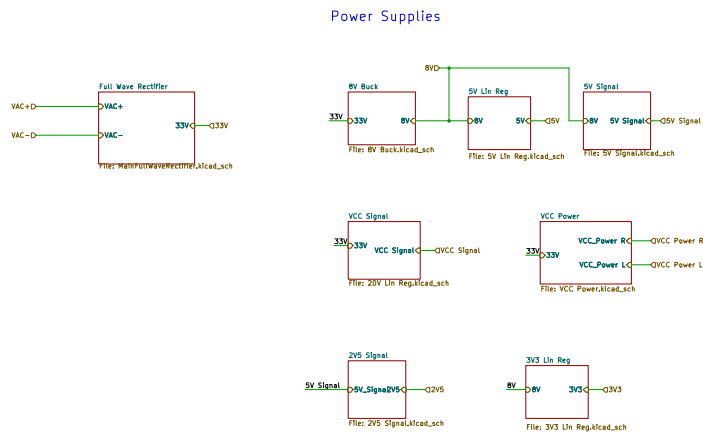 Power Supplies
8V
Full Wave Rectifier
VAC+
VAC+
VAC-
VAC-
33V
33V
File: MainFullWaveRectifier.kicad_sch
8V Buck
33V
33V
8V
File: 8V Buck.kicad_sch
5V Lin Reg
8V
5V
5V
File: 5V Lin Reg.kicad_sch
5V Signal
8V
5V Signal
5V Signal
File: 5V Signal.kicad_sch
VCC Signal
33V
33V
VCC Signal
VCC Signal
File: 20V Lin Reg.kicad_sch
VCC Power
33V
33V
VCC_Power R
VCC Power R
VCC_Power L
VCC Power L
File: VCC Power.kicad_sch
2V5 Signal
5V Signal
5V_Signal
2V5
2V5
File: 2V5 Signal.kicad_sch
3V3 Lin Reg
8V
8V
3V3
3V3
File: 3V3 Lin Reg.kicad_sch